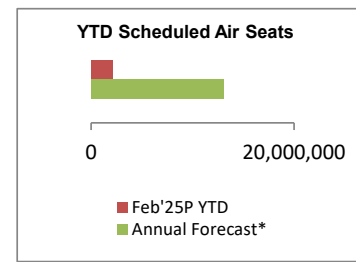 YTD Scheduled Air Seats
0 20,000,000
Feb'25P YTD
Annual Forecast*